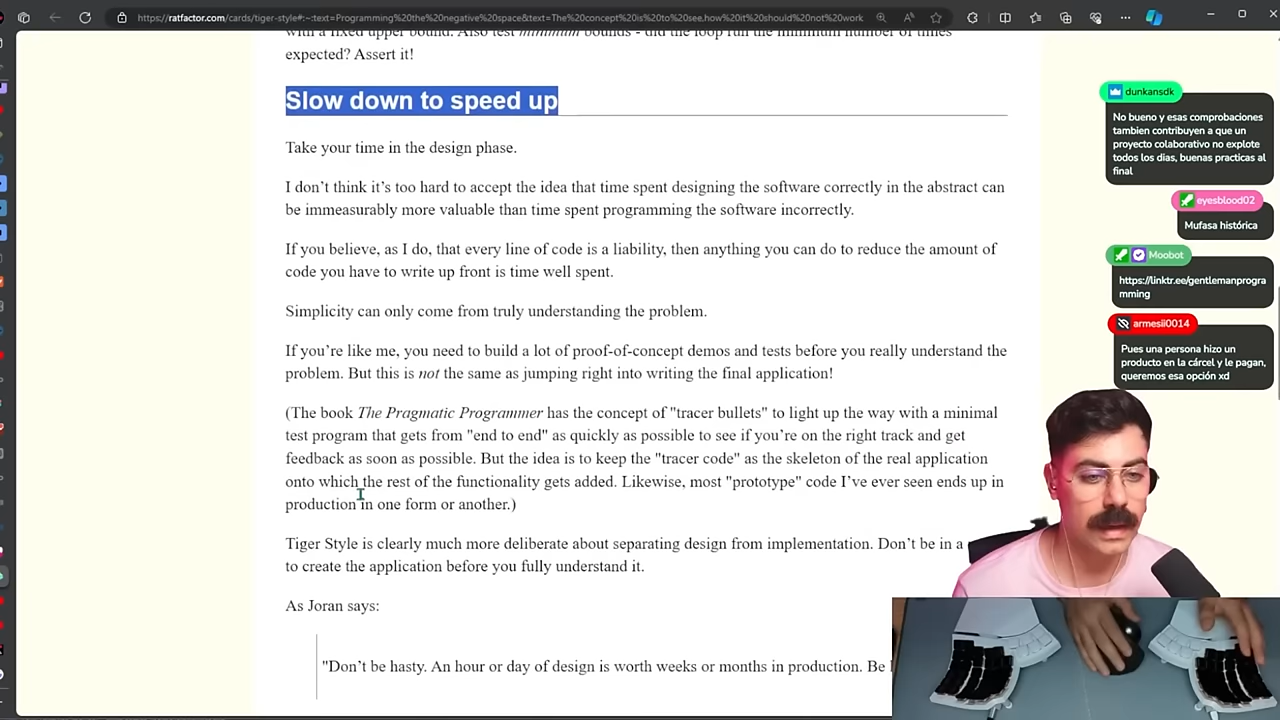 https://ratfactor.com/cards/tiger-style#:~:text=Programming%20the%20negative%20space&text=The%20concept%20is%20to%20see,how%20it%20should%20not%20work
with a fixed upper bound. Also test minimum bounds - did the loop run the minimum number of times
expected? Assert it!
Slow down to speed up
Take your time in the design phase.
I don't think it's too hard to accept the idea that time spent designing the software correctly in the abstract can
be immeasurably more valuable than time spent programming the software incorrectly.
If you believe, as I do, that every line of code is a liability, then anything you can do to reduce the amount of
code you have to write up front is time well spent.
Simplicity can only come from truly understanding the problem.
If you're like me, you need to build a lot of proof-of-concept demos and tests before you really understand the
problem. But this is not the same as jumping right into writing the final application!
(The book The Pragmatic Programmer has the concept of "tracer bullets" to light up the way with a minimal
test program that gets from "end to end" as quickly as possible to see if you're on the right track and get
feedback as soon as possible. But the idea is to keep the "tracer code" as the skeleton of the real application
onto which the rest of the functionality gets added. Likewise, most "prototype" code I've ever seen ends up in
production in one form or another.)
Tiger Style is clearly much more deliberate about separating design from implementation. Don't be in a
to create the application before you fully understand it.
As Joran says:
"Don't be hasty. An hour or day of design is worth weeks or months in production. Be
dunkansdk
No bueno y esas comprobaciones
tambien contribuyen a que un
proyecto colaborativo no explote
todos los dias, buenas practicas al
final
eyesblood02
Mufasa histórica
Moobot
https://linktr.ee/gentlemanprogra
mming
armesii0014
Pues una persona hizo un
producto en la cárcel y le pagan,
queremos esa opción xd